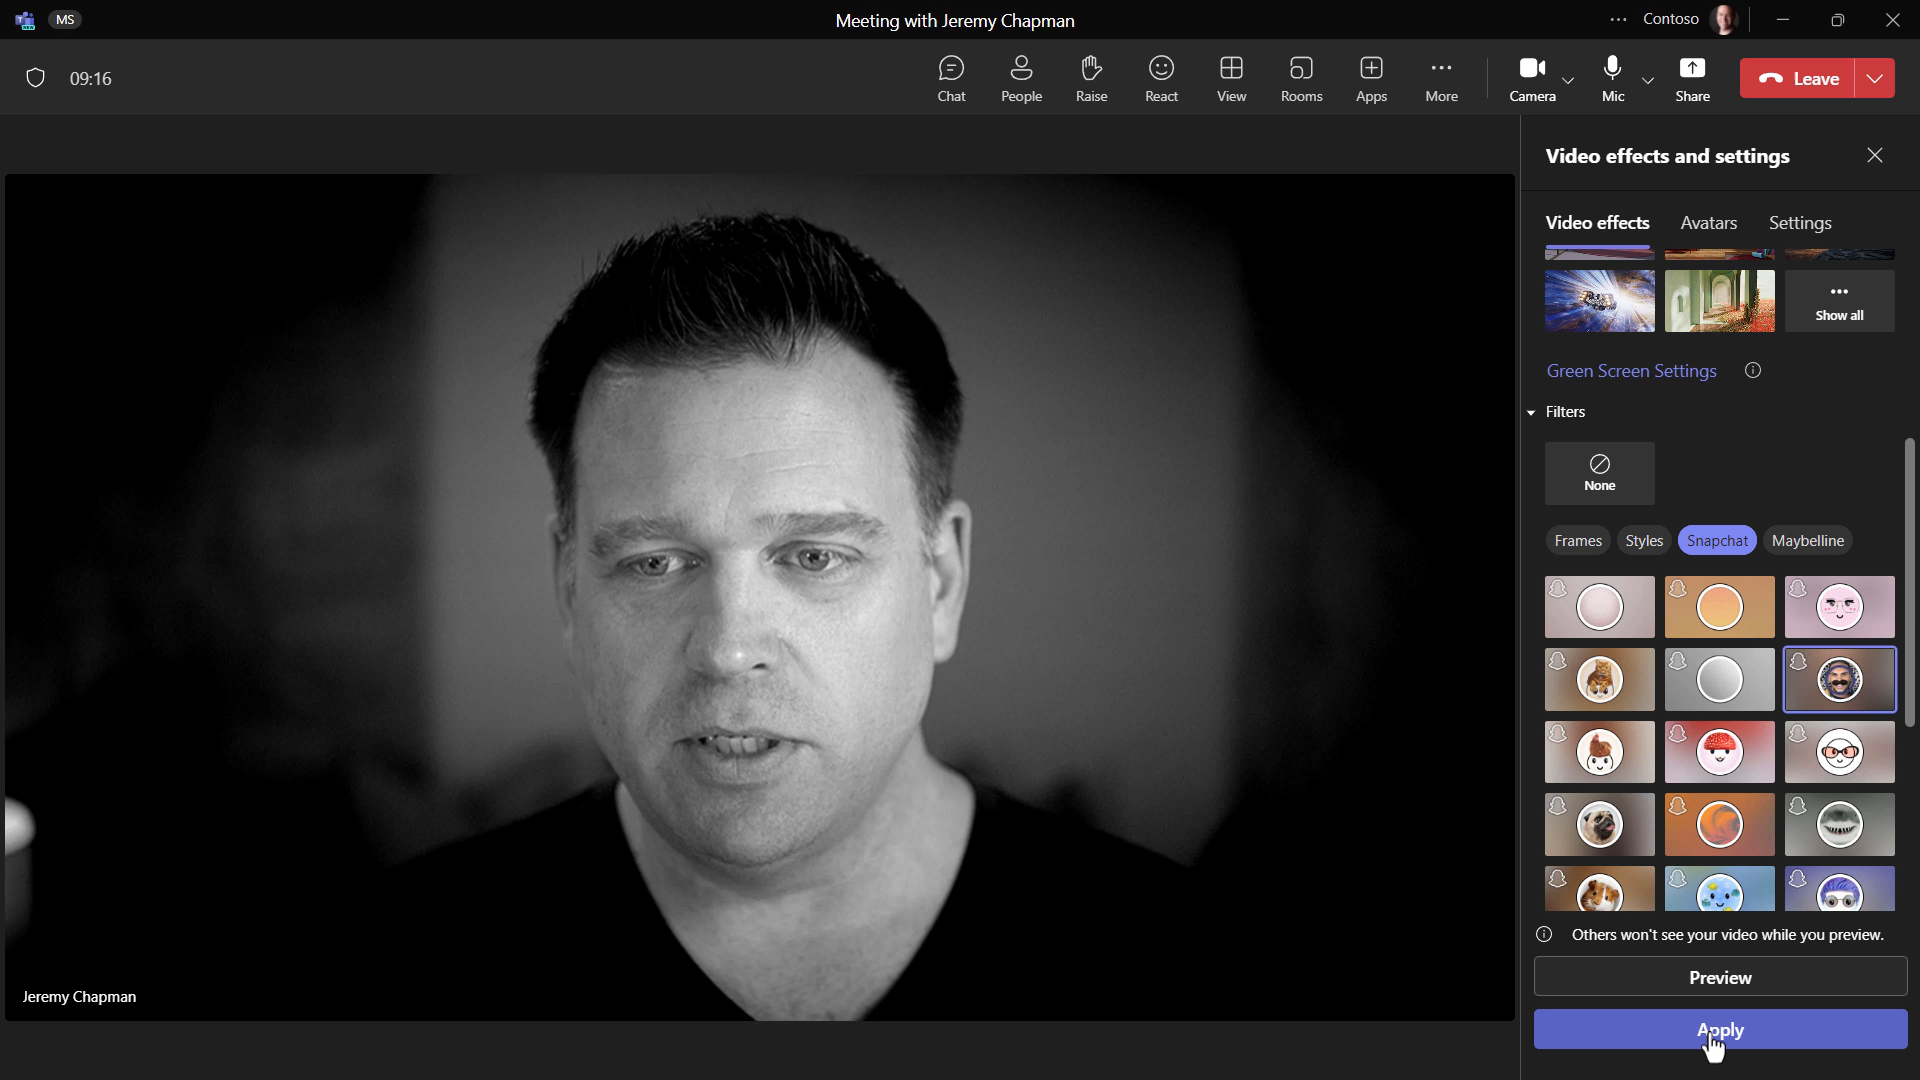 MS
Meeting with Jeremy Chapman
Contoso
09:16
Chat
People
Raise
React
View
Rooms
Apps
More
Camera
Mic
Share
Leave
Video effects and settings
Video effects
Avatars
Settings
Show all
Green Screen Settings
Filters
None
Frames
Styles
Snapchat
Maybelline
Others won't see your video while you preview.
Preview
Apply
Jeremy Chapman